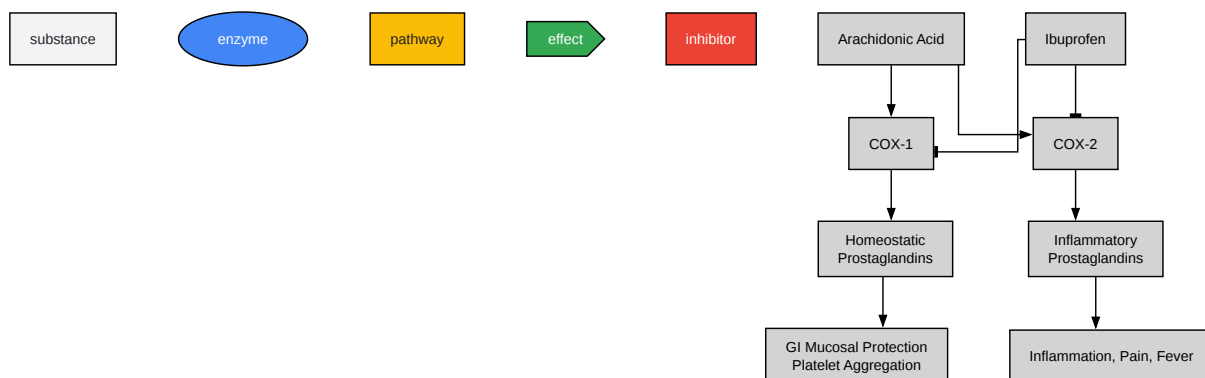 substance
enzyme
pathway
effect
inhibitor
Arachidonic Acid
Ibuprofen
COX-1
COX-2
Homeostatic
Prostaglandins
Inflammatory
Prostaglandins
GI Mucosal Protection
Platelet Aggregation
Inflammation, Pain, Fever